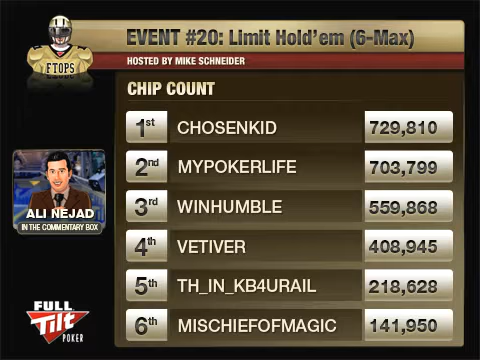 EVENT #20: Limit Hold'em (6-Max)
FTOPS
HOSTED BY MIKE SCHNEIDER
CHIP COUNT
1st CHOSENKID 729,810
2nd MYPOKERLIFE 703,799
3rd WINHUMBLE 559,868
4th VETIVER 408,945
5th TH_IN_KB4URAIL 218,628
6th MISCHIEFOFMAGIC 141,950
ALI NEJAD
IN THE COMMENTARY BOX
FULL
Tilt
POKER